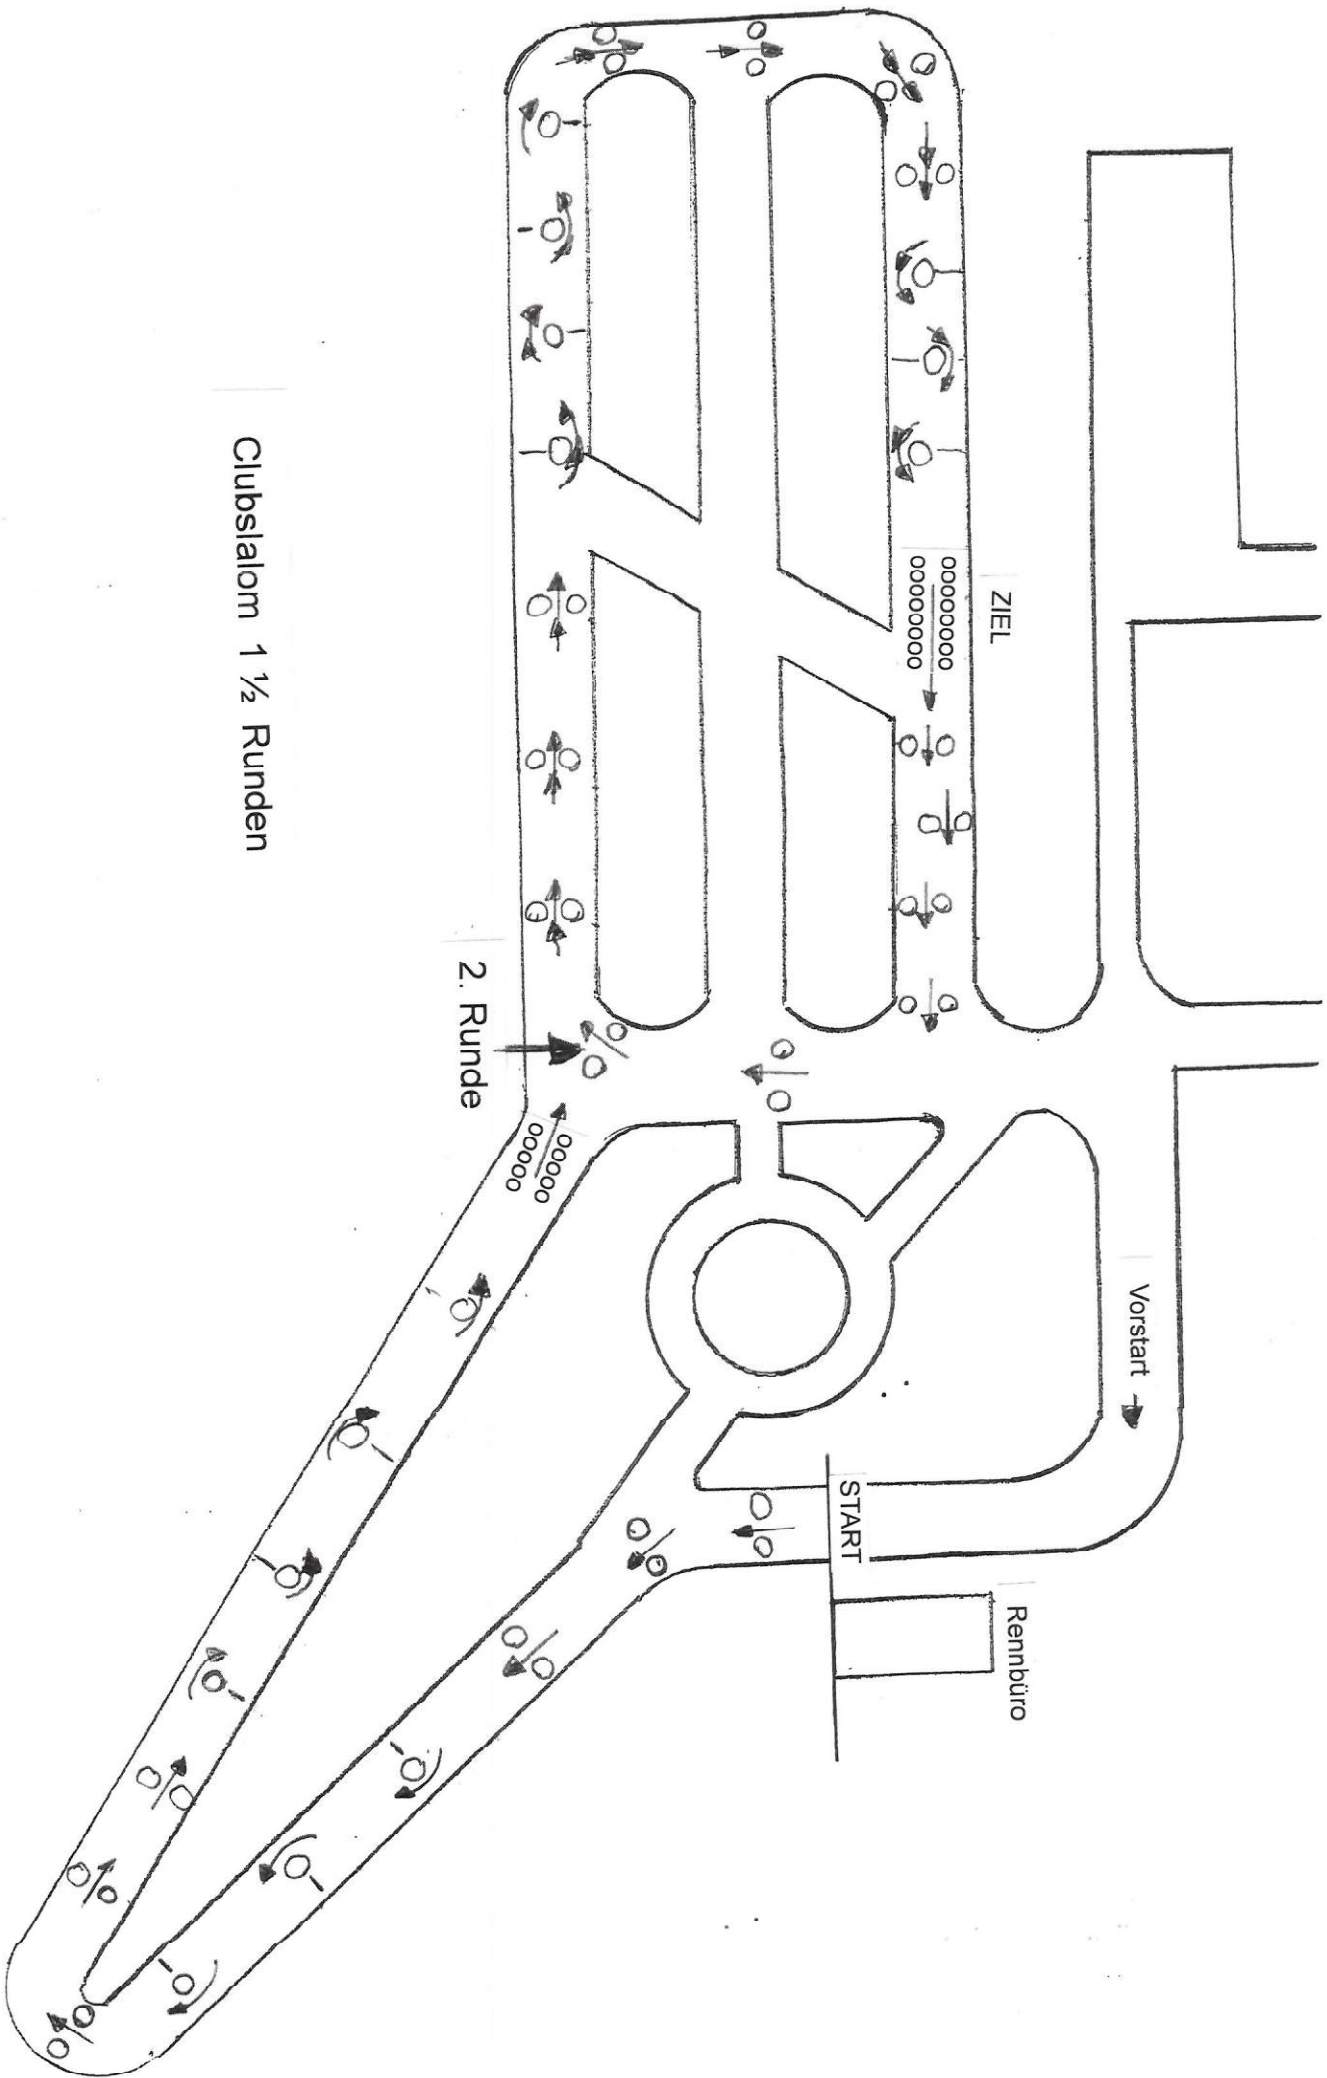 ZIEL
Vorstart
START
Rennbüro
2. Runde
Clubslalom 1 ½ Runden